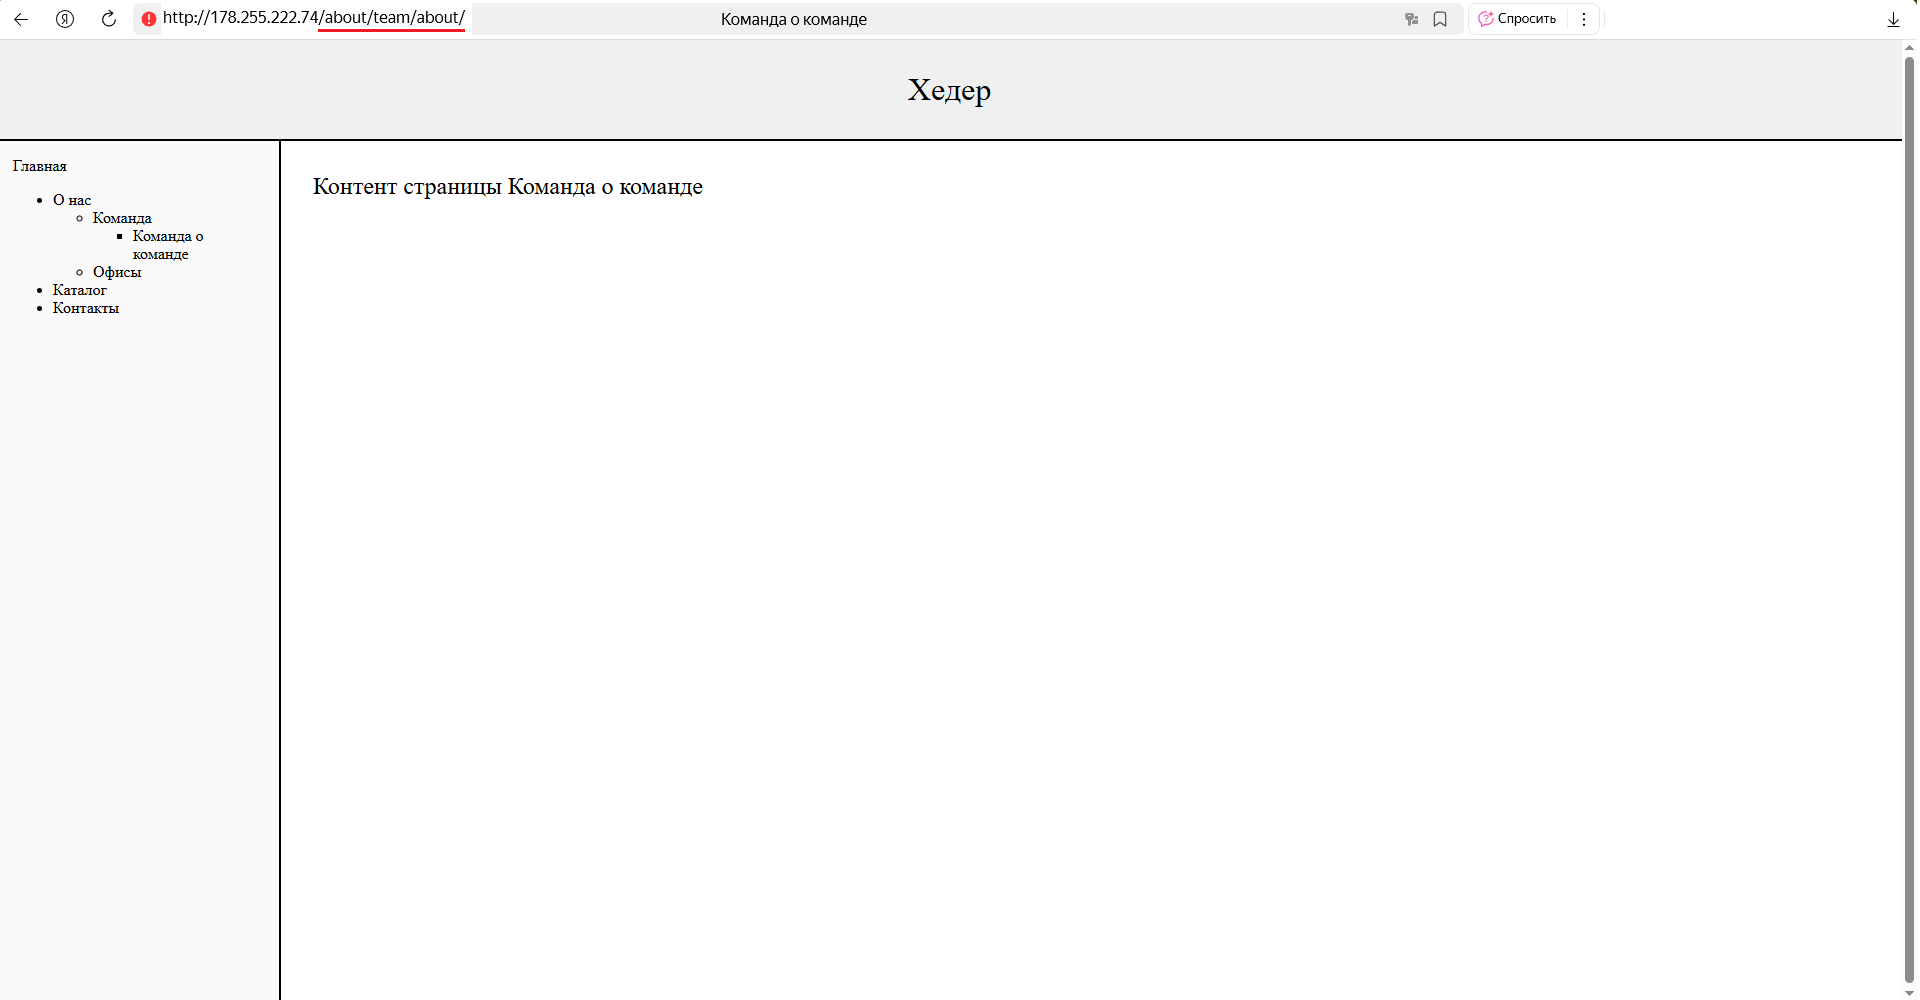 http://178.255.222.74/about/team/about/ Команда о команде Спросить
Хедер
Главная
О нас
Команда
Команда о
команде
Офисы
Каталог
Контакты
Контент страницы Команда о команде